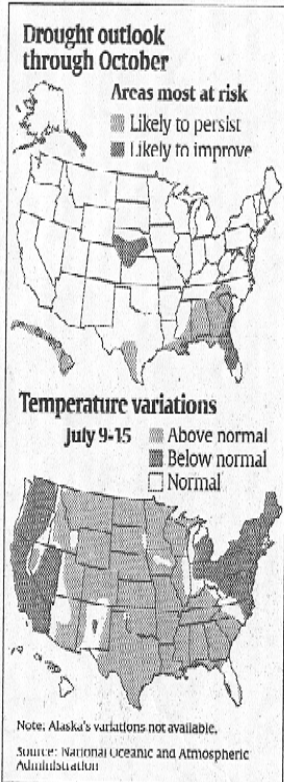 Drought outlook
through October
Areas most at risk
Likely to persist
Likely to improve
Temperature variations
July 9-15
Above normal
Below normal
Normal
Note: Alaska's variations not available.
Source: National Oceanic and Atmospheric
Administration